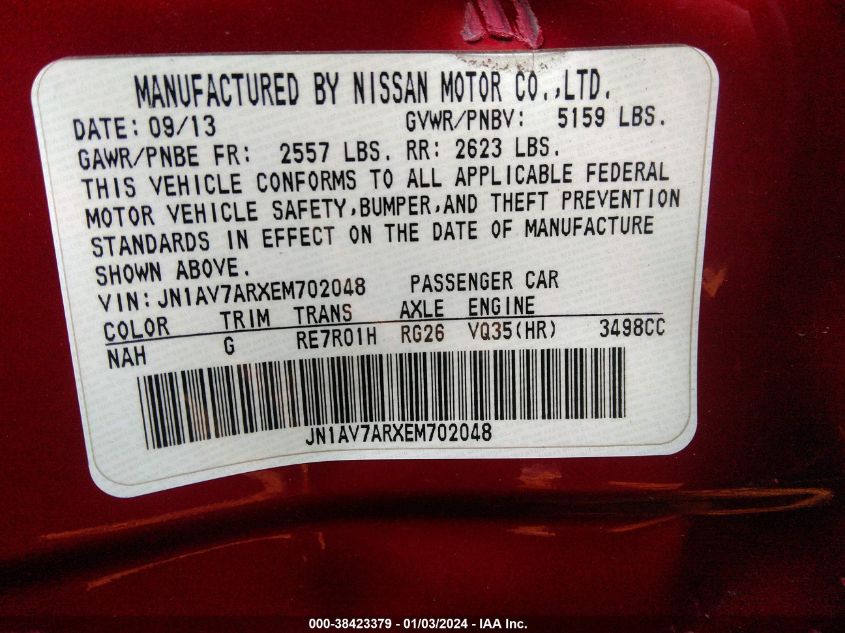 MANUFACTURED BY NISSAN MOTOR CO.,LTD.
DATE: 09/13 GVWR/PNBV: 5159 LBS.
GAWR/PNBE FR: 2557 LBS. RR: 2623 LBS.
THIS VEHICLE CONFORMS TO ALL APPLICABLE FEDERAL
MOTOR VEHICLE SAFETY,BUMPER,AND THEFT PREVENTION
STANDARDS IN EFFECT ON THE DATE OF MANUFACTURE
SHOWN ABOVE.
VIN: JN1AV7ARXEM702048 PASSENGER CAR
COLOR TRIM TRANS AXLE ENGINE
NAH G RE7R01H RG26 VQ35(HR) 3498CC
JN1AV7ARXEM702048
000-38423379 - 01/03/2024 - IAA Inc.